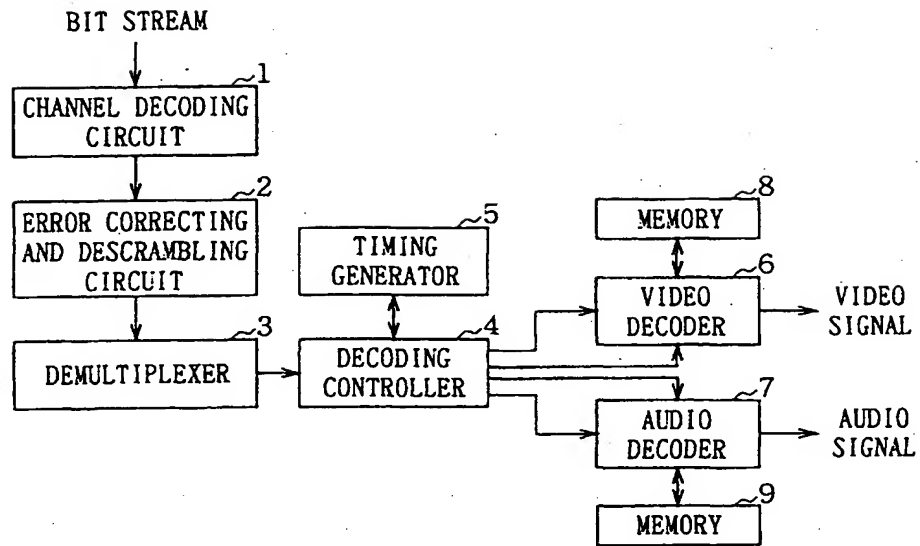 BIT STREAM
1
CHANNEL DECODING
CIRCUIT
2
ERROR CORRECTING
AND DESCRAMBLING
CIRCUIT
3
DEMULTIPLEXER
5
TIMING
GENERATOR
4
DECODING
CONTROLLER
8
MEMORY
6
VIDEO
DECODER
VIDEO
SIGNAL
7
AUDIO
DECODER
AUDIO
SIGNAL
9
MEMORY